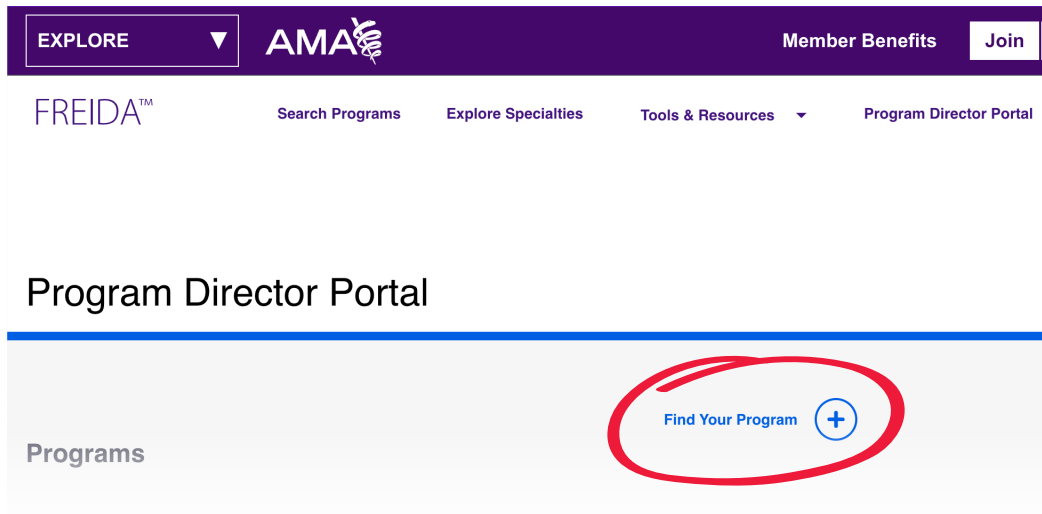 EXPLORE ▼ AMA Member Benefits Join
FREIDA™ Search Programs Explore Specialties Tools & Resources Program Director Portal
Program Director Portal
Find Your Program +
Programs